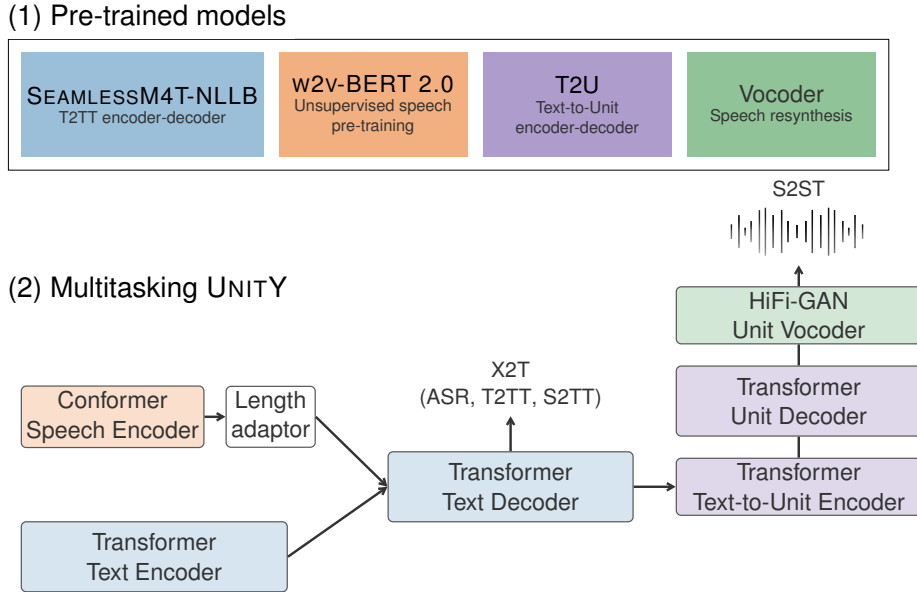 (1) Pre-trained models
SEAMLESSM4T-NLLB
T2TT encoder-decoder
W2V-BERT 2.0
Unsupervised speech
pre-training
T2U
Text-to-Unit
encoder-decoder
Vocoder
Speech resynthesis
S2ST
(2) Multitasking UNITY
HiFi-GAN
Unit Vocoder
X2T
(ASR, T2TT, S2TT)
Transformer
Unit Decoder
Conformer
Speech Encoder
Length
adaptor
Transformer
Text Decoder
Transformer
Text-to-Unit Encoder
Transformer
Text Encoder